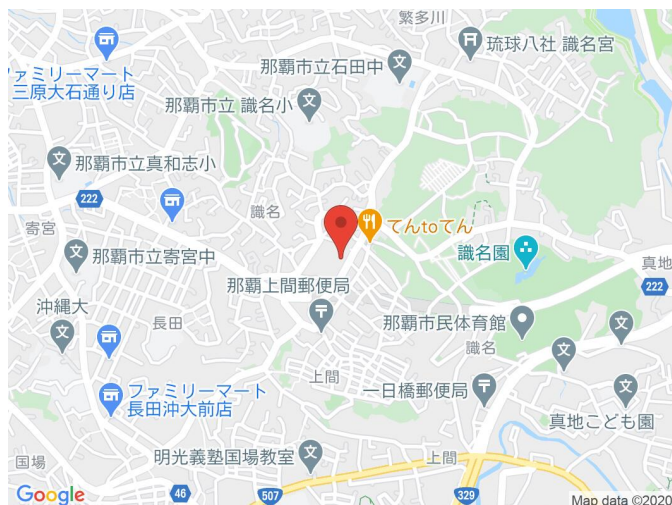 繁多川
琉球八社 識名宮
ファミリーマート
三原大石通り店
那覇市立石田中
那覇市立 識名小
那覇市立真和志小
222
識名
寄宮
てんtoてん
那覇市立寄宮中
識名園
真地
222
那覇上間郵便局
沖縄大
長田
那覇市民体育館
識名
上間
ファミリーマート
長田沖大前店
一日橋郵便局
真地こども園
明光義塾国場教室
上間
国場
46
507
329
Google
Map data ©2020